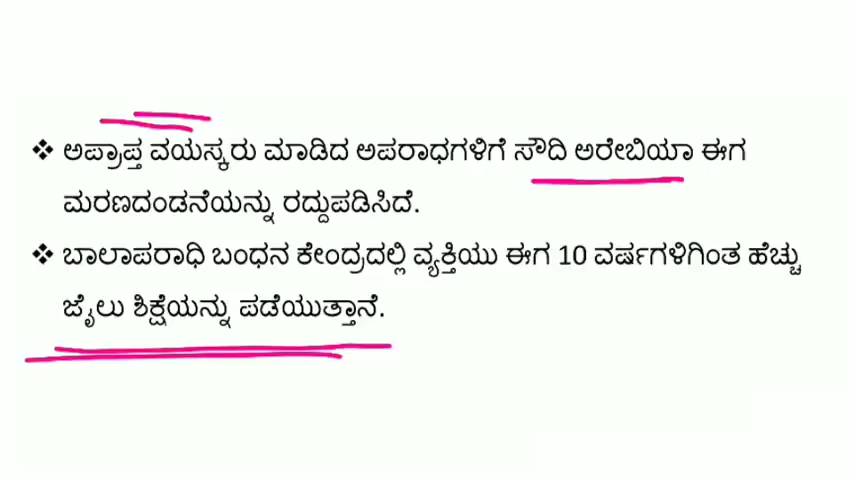 ❖ ಅಪ್ರಾಪ್ತ ವಯಸ್ಕರು ಮಾಡಿದ ಅಪರಾಧಗಳಿಗೆ ಸೌದಿ ಅರೇಬಿಯಾ ಈಗ
ಮರಣದಂಡನೆಯನ್ನು ರದ್ದುಪಡಿಸಿದೆ.
❖ ಬಾಲಾಪರಾಧಿ ಬಂಧನ ಕೇಂದ್ರದಲ್ಲಿ ವ್ಯಕ್ತಿಯು ಈಗ 10 ವರ್ಷಗಳಿಗಿಂತ ಹೆಚ್ಚು
ಜೈಲು ಶಿಕ್ಷೆಯನ್ನು ಪಡೆಯುತ್ತಾನೆ.